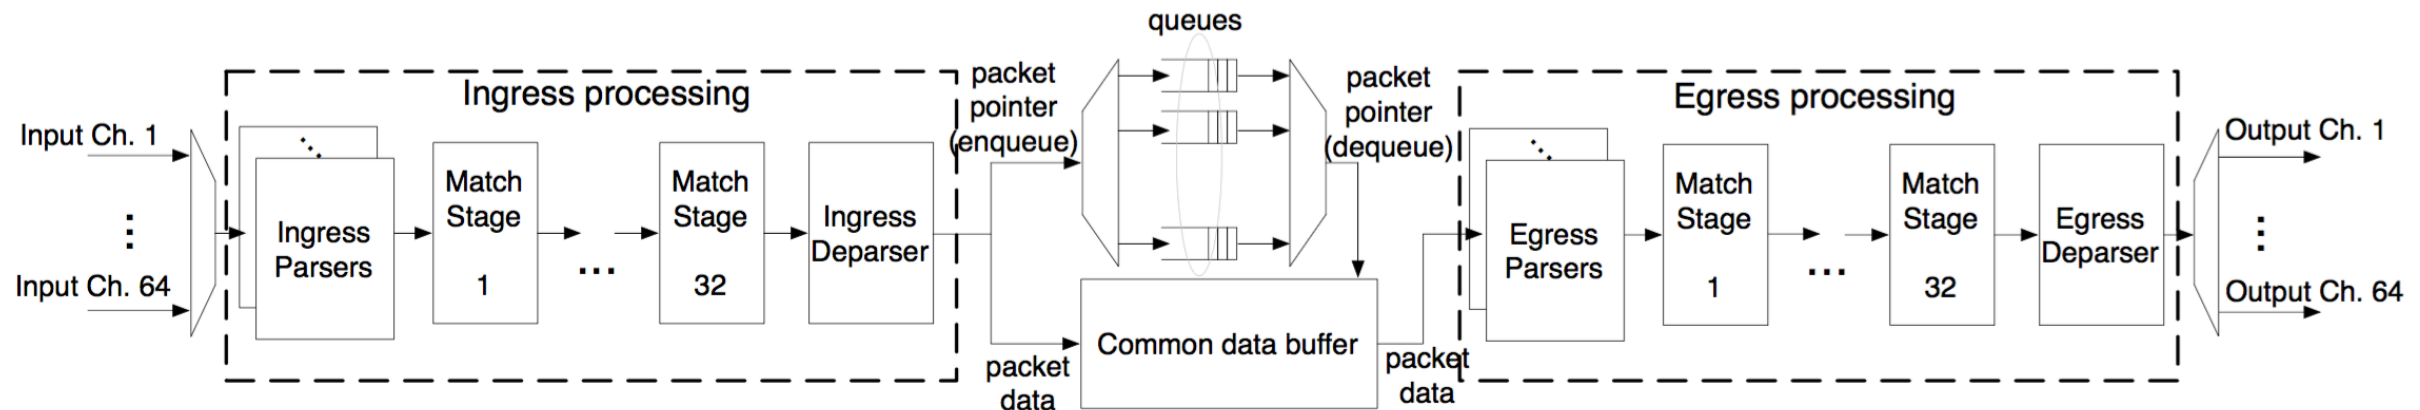 queues
Ingress processing
packet
pointer
(enqueue)
packet
pointer
(dequeue)
Egress processing
Input Ch. 1
⋮
Input Ch. 64
Ingress
Parsers
Match
Stage
1
...
Match
Stage
32
Ingress
Deparser
packet
data
Common data buffer
packet
data
Egress
Parsers
Match
Stage
1
...
Match
Stage
32
Egress
Deparser
Output Ch. 1
⋮
Output Ch. 64